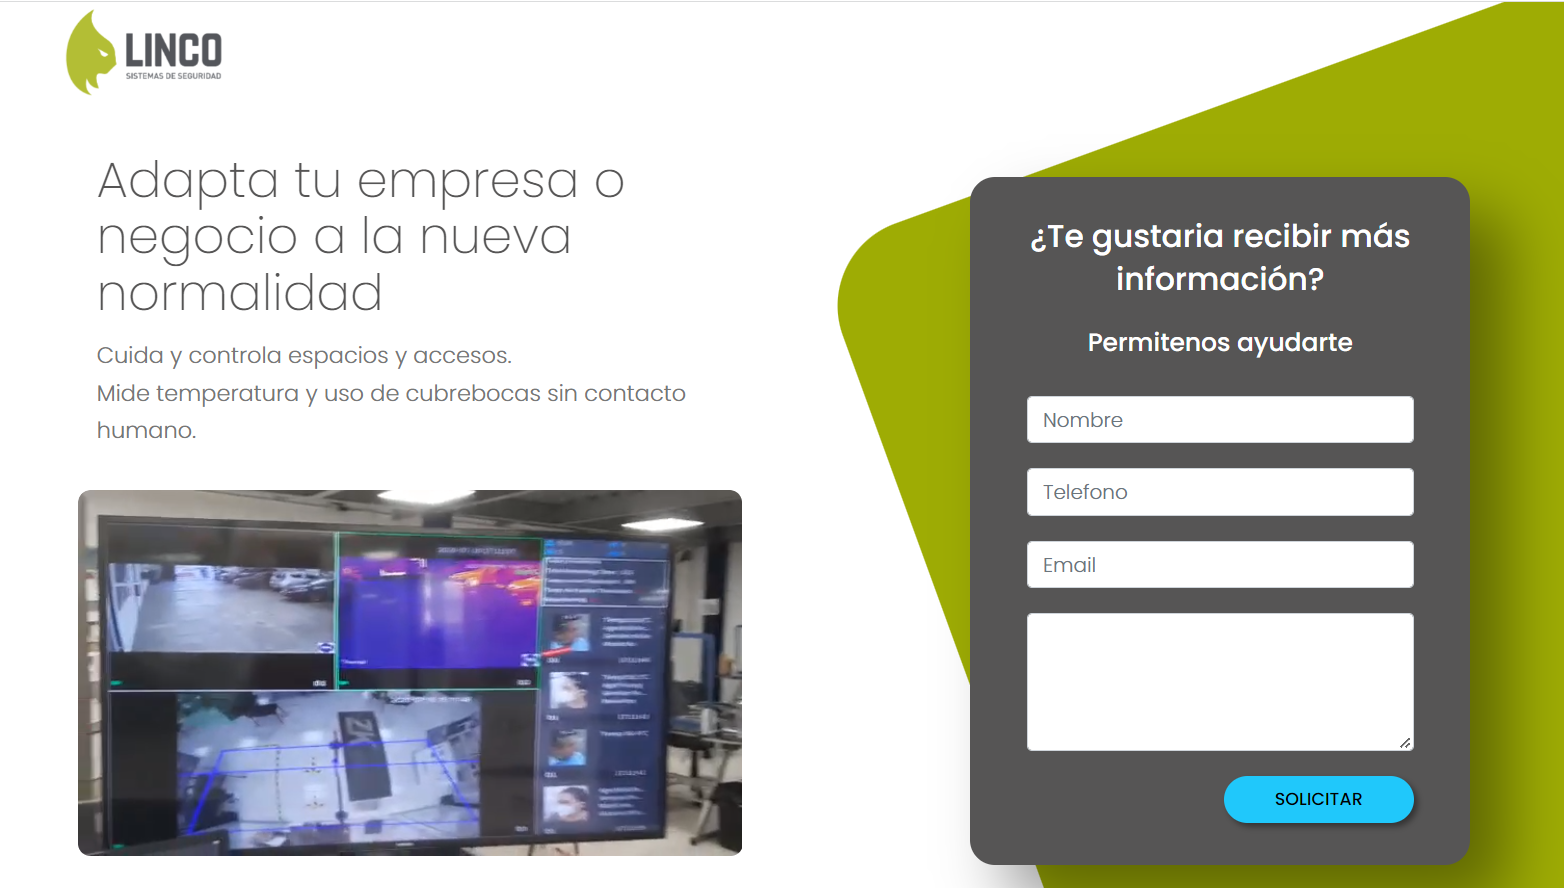 LINCO
SISTEMAS DE SEGURIDAD
Adapta tu empresa o
negocio a la nueva
normalidad
Cuida y controla espacios y accesos.
Mide temperatura y uso de cubrebocas sin contacto
humano.
¿Te gustaria recibir más
información?
Permitenos ayudarte
Nombre
Telefono
Email
SOLICITAR